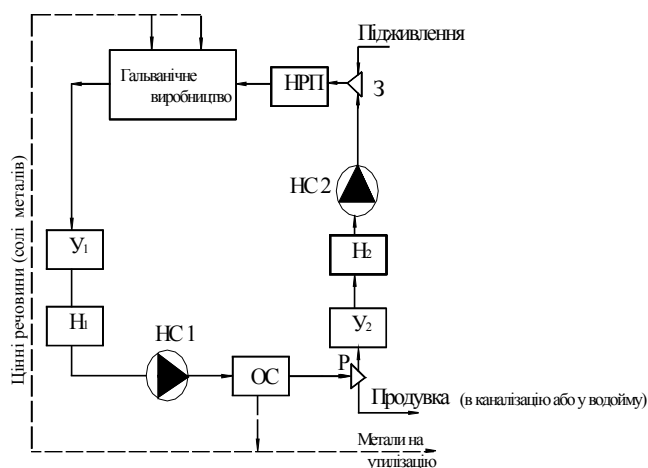 Підживлення
Гальванічне
виробництво
НРП
З
НС 2
Цінні речовини (солі металів)
У₁
Н₂
Н₁
НС 1
У₂
ОС
Р
Продувка (в каналізацію або у водойму)
Метали на
утилізацію